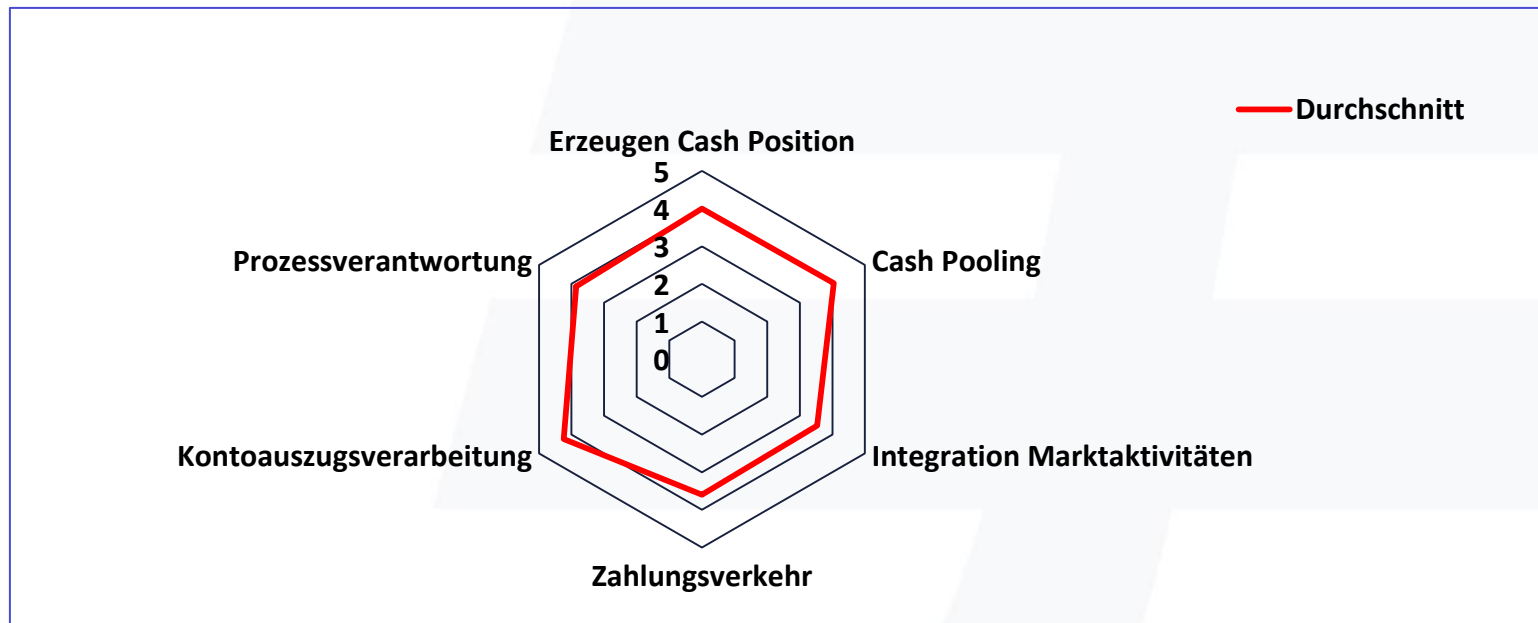 Durchschnitt
Erzeugen Cash Position
5
4
3
2
1
0
Prozessverantwortung
Cash Pooling
Kontoauszugsverarbeitung
Integration Marktaktivitäten
Zahlungsverkehr